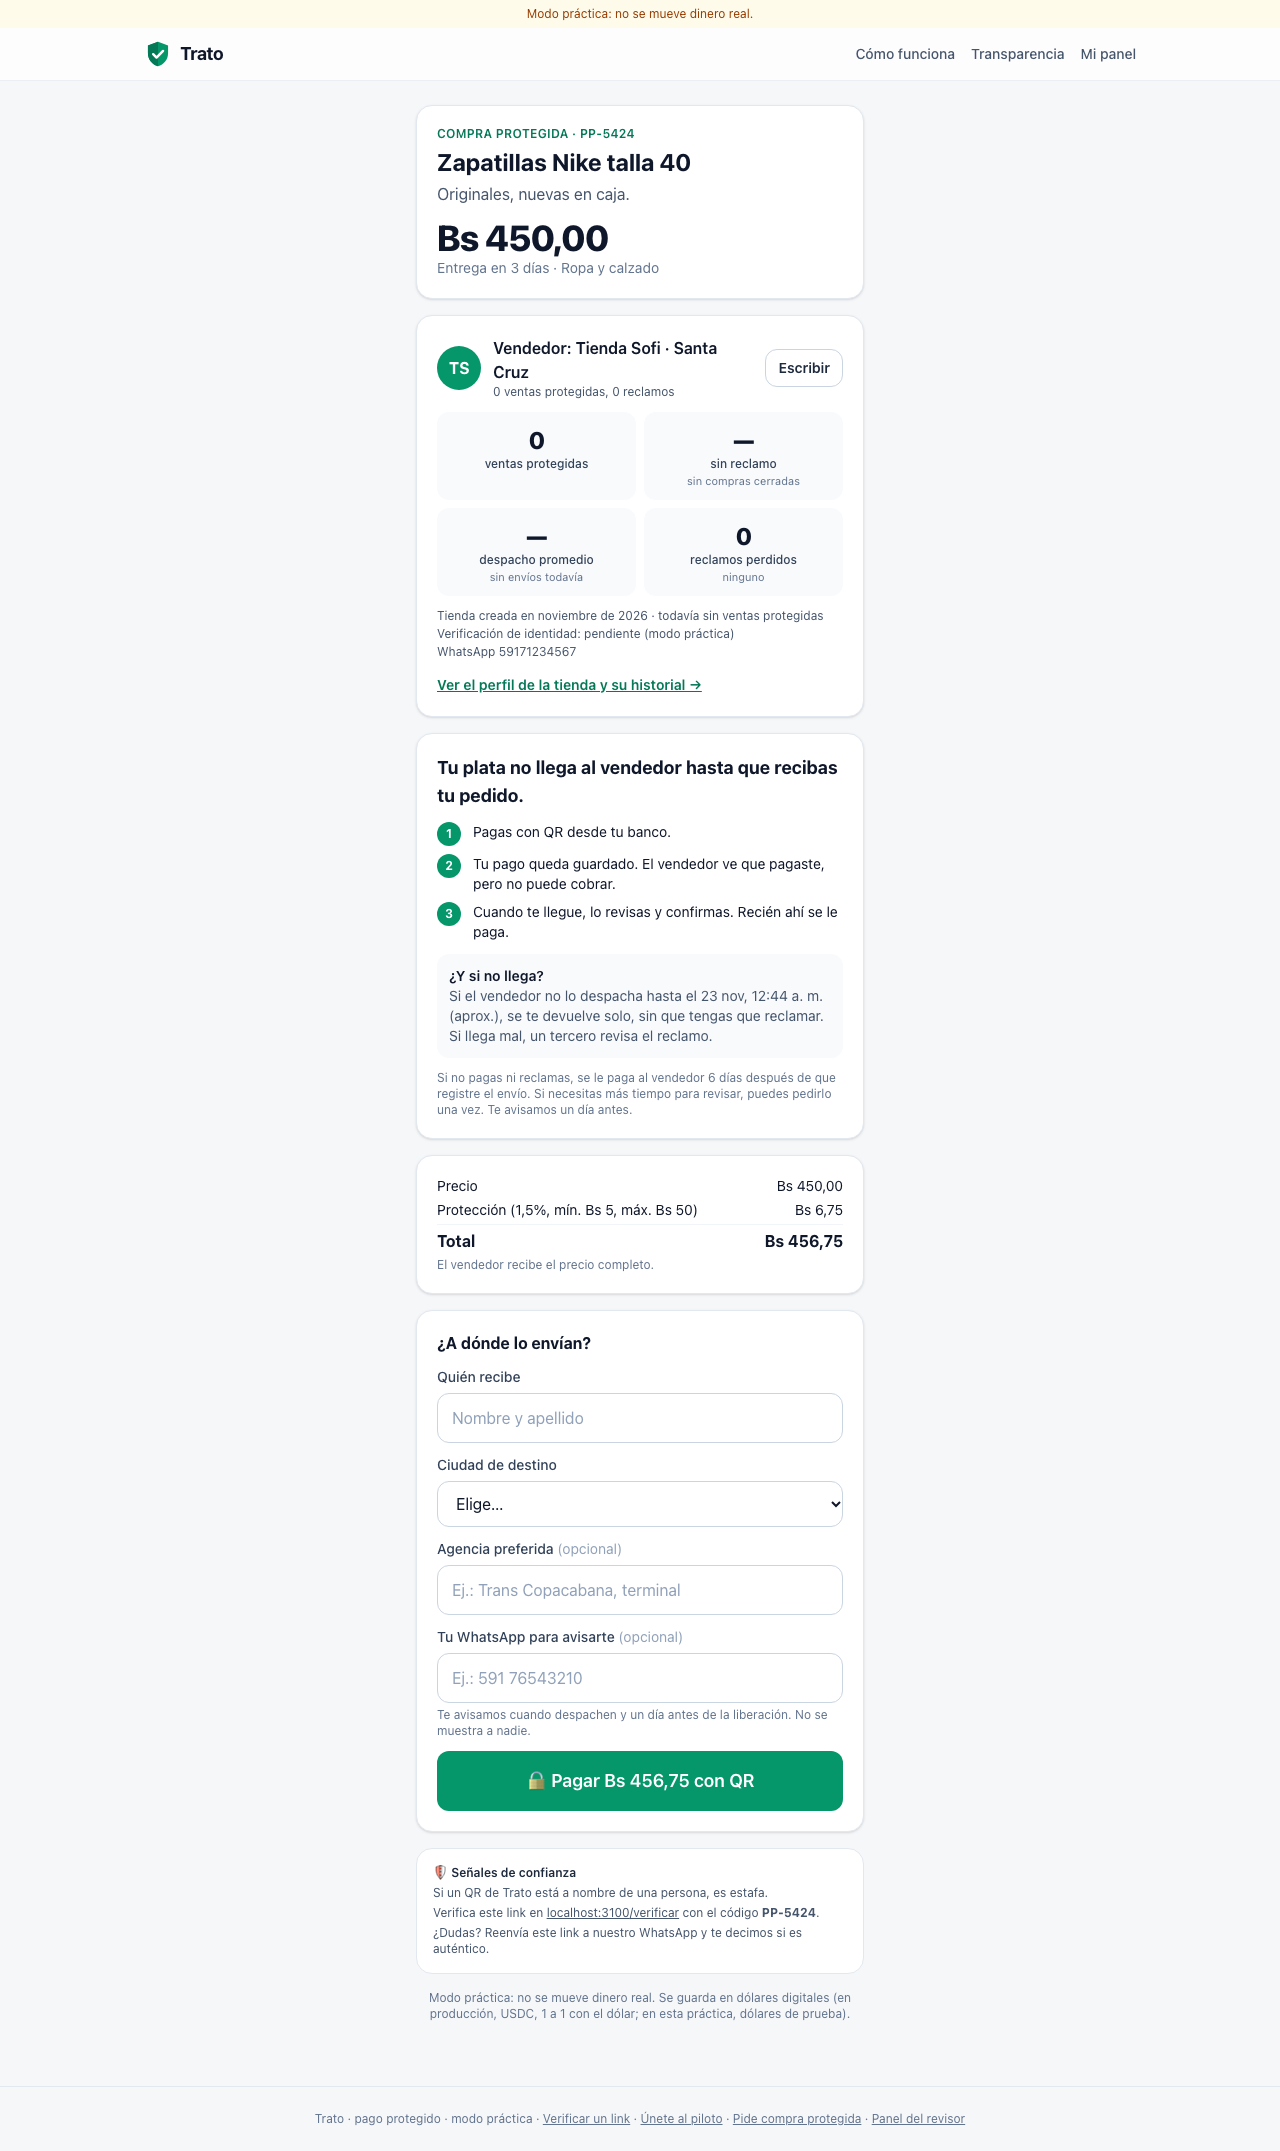 Modo práctica: no se mueve dinero real.
Trato
Cómo funciona
Transparencia
Mi panel
COMPRA PROTEGIDA · PP-5424
Zapatillas Nike talla 40
Originales, nuevas en caja.
Bs 450,00
Entrega en 3 días · Ropa y calzado
TS
Vendedor: Tienda Sofi · Santa
Cruz
0 ventas protegidas, 0 reclamos
Escribir
0
ventas protegidas
—
sin reclamo
sin compras cerradas
—
despacho promedio
sin envíos todavía
0
reclamos perdidos
ninguno
Tienda creada en noviembre de 2026 · todavía sin ventas protegidas
Verificación de identidad: pendiente (modo práctica)
WhatsApp 59171234567
Ver el perfil de la tienda y su historial →
Tu plata no llega al vendedor hasta que recibas
tu pedido.
1 Pagas con QR desde tu banco.
2 Tu pago queda guardado. El vendedor ve que pagaste,
pero no puede cobrar.
3 Cuando te llegue, lo revisas y confirmas. Recién ahí se le
paga.
¿Y si no llega?
Si el vendedor no lo despacha hasta el 23 nov, 12:44 a. m.
(aprox.), se te devuelve solo, sin que tengas que reclamar.
Si llega mal, un tercero revisa el reclamo.
Si no pagas ni reclamas, se le paga al vendedor 6 días después de que
registre el envío. Si necesitas más tiempo para revisar, puedes pedirlo
una vez. Te avisamos un día antes.
Precio Bs 450,00
Protección (1,5%, mín. Bs 5, máx. Bs 50) Bs 6,75
Total Bs 456,75
El vendedor recibe el precio completo.
¿A dónde lo envían?
Quién recibe
Nombre y apellido
Ciudad de destino
Elige...
Agencia preferida (opcional)
Ej.: Trans Copacabana, terminal
Tu WhatsApp para avisarte (opcional)
Ej.: 591 76543210
Te avisamos cuando despachen y un día antes de la liberación. No se
muestra a nadie.
Pagar Bs 456,75 con QR
Señales de confianza
Si un QR de Trato está a nombre de una persona, es estafa.
Verifica este link en localhost:3100/verificar con el código PP-5424.
¿Dudas? Reenvía este link a nuestro WhatsApp y te decimos si es
auténtico.
Modo práctica: no se mueve dinero real. Se guarda en dólares digitales (en
producción, USDC, 1 a 1 con el dólar; en esta práctica, dólares de prueba).
Trato · pago protegido · modo práctica · Verificar un link · Únete al piloto · Pide compra protegida · Panel del revisor